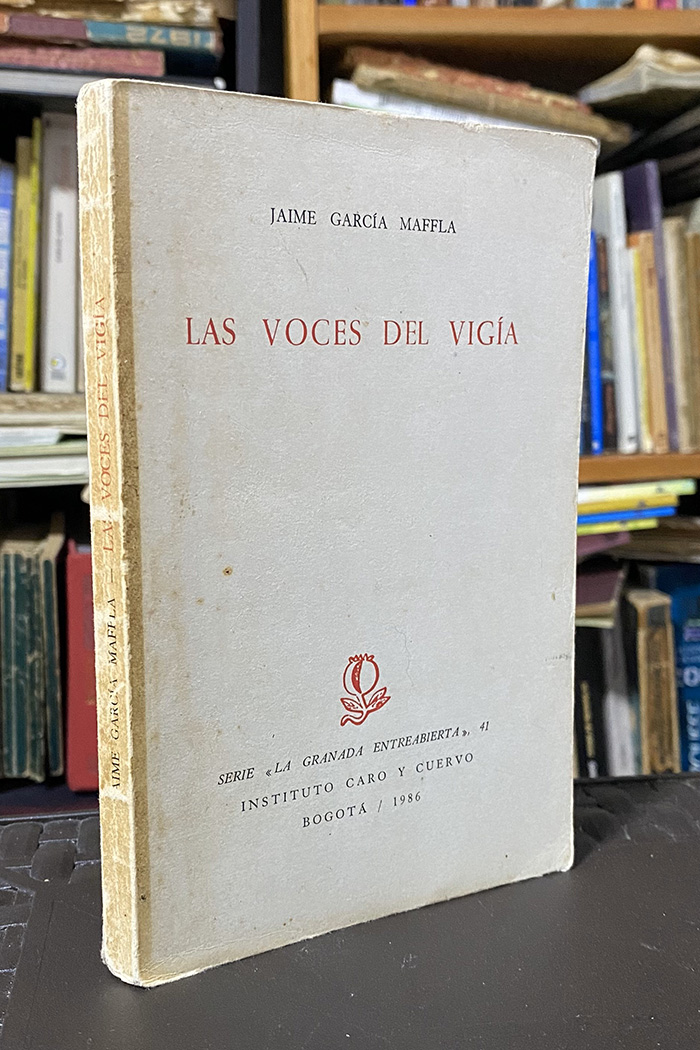 JAIME GARCÍA MAFFLA
LAS VOCES DEL VIGÍA
SERIE «LA GRANADA ENTREABIERTA», 41
INSTITUTO CARO Y CUERVO
BOGOTÁ / 1986
JAIME GARCÍA MAFFLA — LAS VOCES DEL VIGÍA
1972